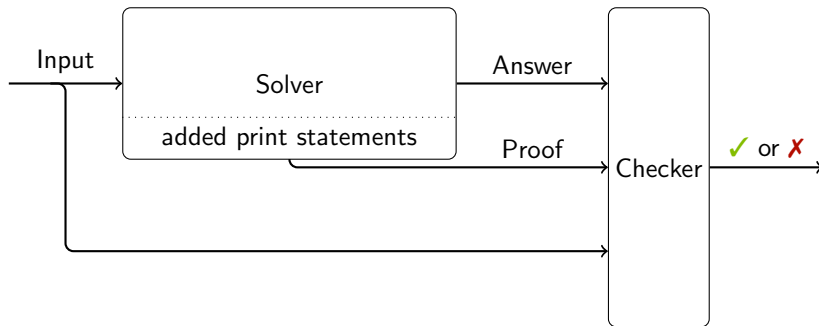 Input
Solver
added print statements
Answer
Proof
Checker
✓ or ✗